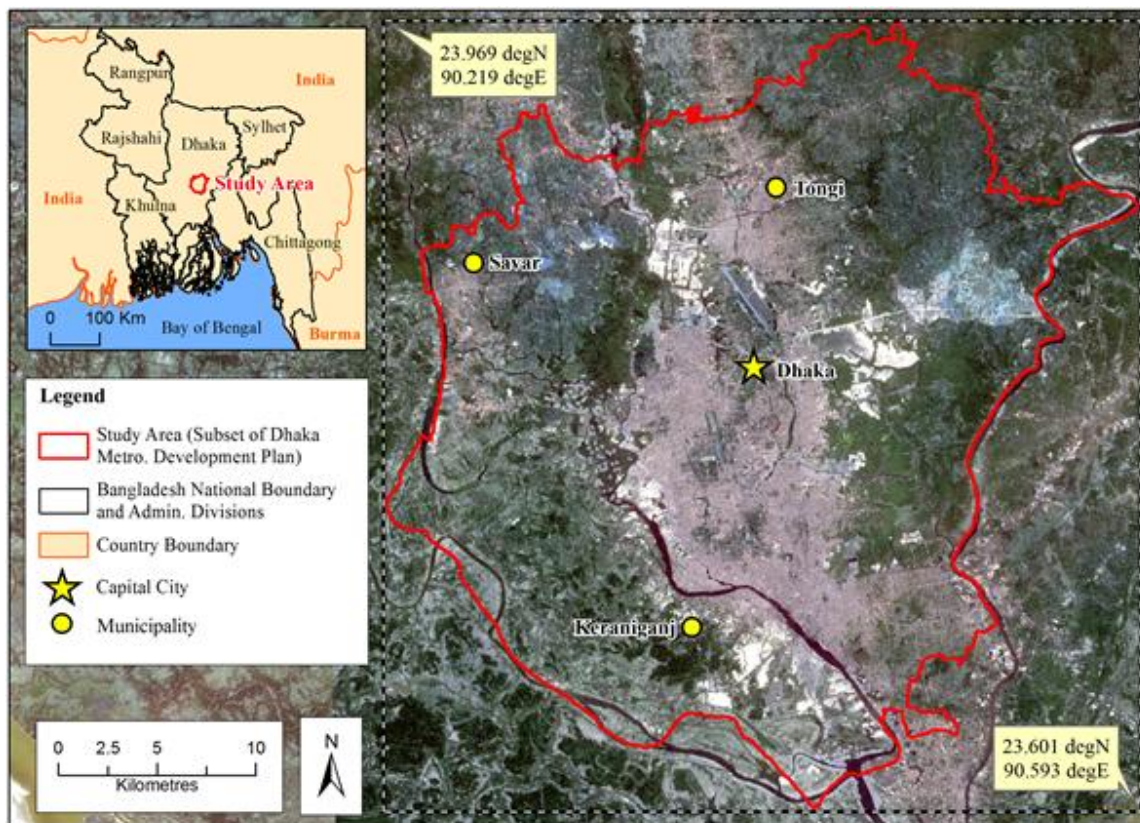 23.969 degN
90.219 degE
India
Rangpur
Rajshahi
Dhaka
Sylhet
Study Area
India
Khulna
Chittagong
0 100 Km
Bay of Bengal
Burma
Tongi
Savar
Dhaka
Keraniganj
Legend
Study Area (Subset of Dhaka
Metro. Development Plan)
Bangladesh National Boundary
and Admin. Divisions
Country Boundary
Capital City
Municipality
0 2.5 5 10
Kilometres
N
23.601 degN
90.593 degE